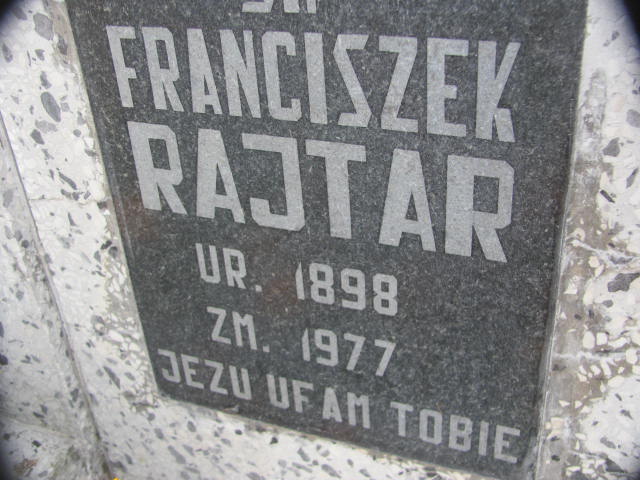 FRANCISZEK
RAJTAR
UR. 1898
ZM. 1977
JEZU UFAM TOBIE